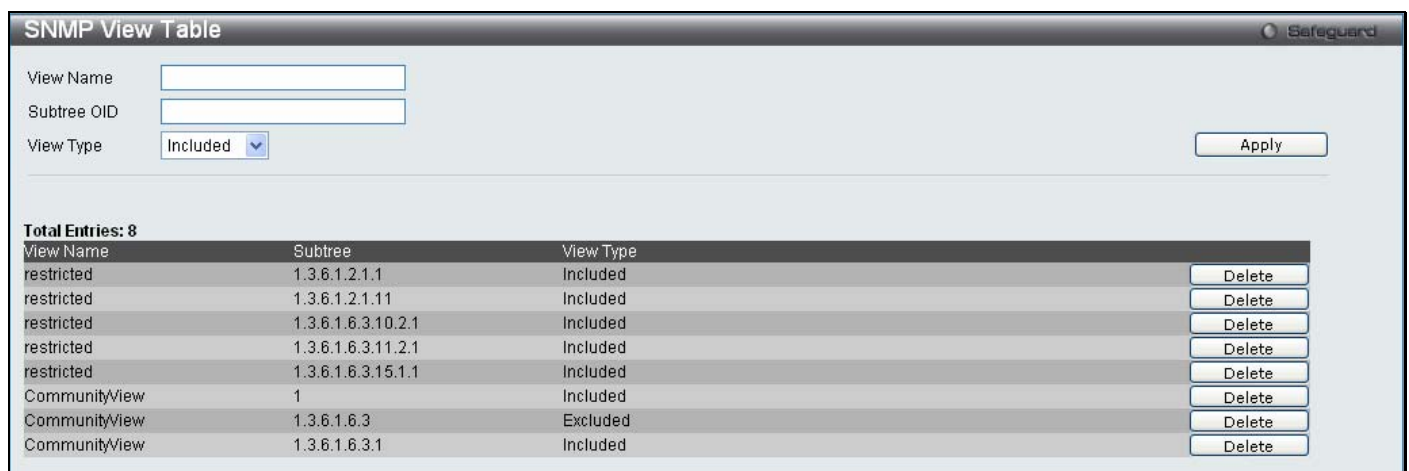 SNMP View Table
Safeguard
View Name
Subtree OID
View Type Included
Apply
Total Entries: 8
View Name Subtree View Type
restricted 1.3.6.1.2.1.1 Included Delete
restricted 1.3.6.1.2.1.11 Included Delete
restricted 1.3.6.1.6.3.10.2.1 Included Delete
restricted 1.3.6.1.6.3.11.2.1 Included Delete
restricted 1.3.6.1.6.3.15.1.1 Included Delete
CommunityView 1 Included Delete
CommunityView 1.3.6.1.6.3 Excluded Delete
CommunityView 1.3.6.1.6.3.1 Included Delete